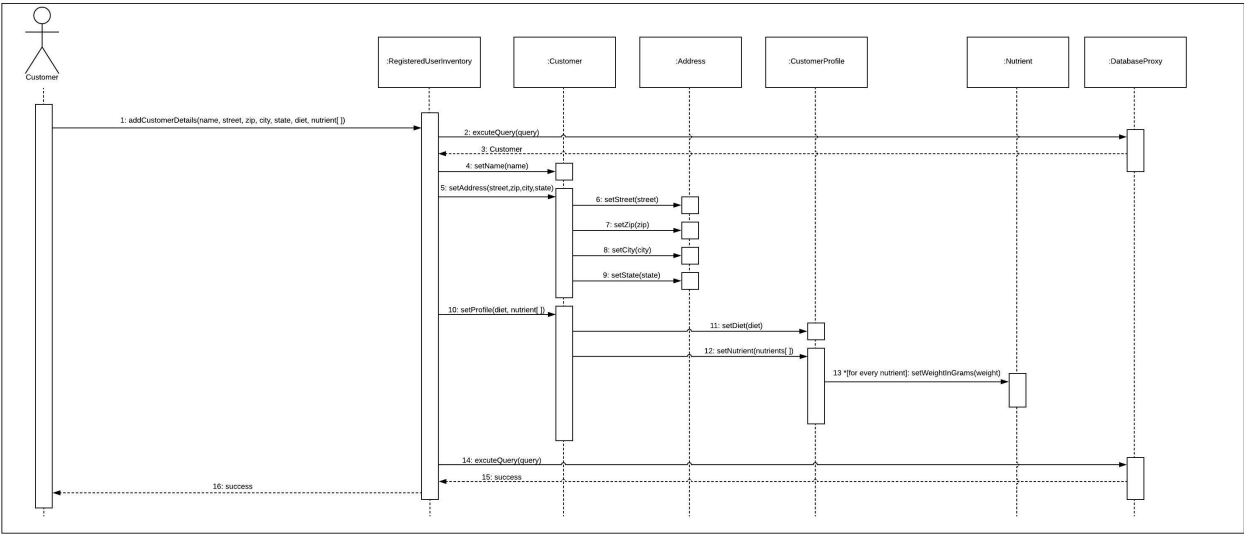 Customer
:RegisteredUserInventory
:Customer
:Address
:CustomerProfile
:Nutrient
:DatabaseProxy
1: addCustomerDetails(name, street, zip, city, state, diet, nutrient[ ])
2: excuteQuery(query)
3: Customer
4: setName(name)
5: setAddress(street,zip,city,state)
6: setStreet(street)
7: setZip(zip)
8: setCity(city)
9: setState(state)
10: setProfile(diet, nutrient[ ])
11: setDiet(diet)
12: setNutrient(nutrients[ ])
13 *[for every nutrient]: setWeightInGrams(weight)
14: excuteQuery(query)
15: success
16: success